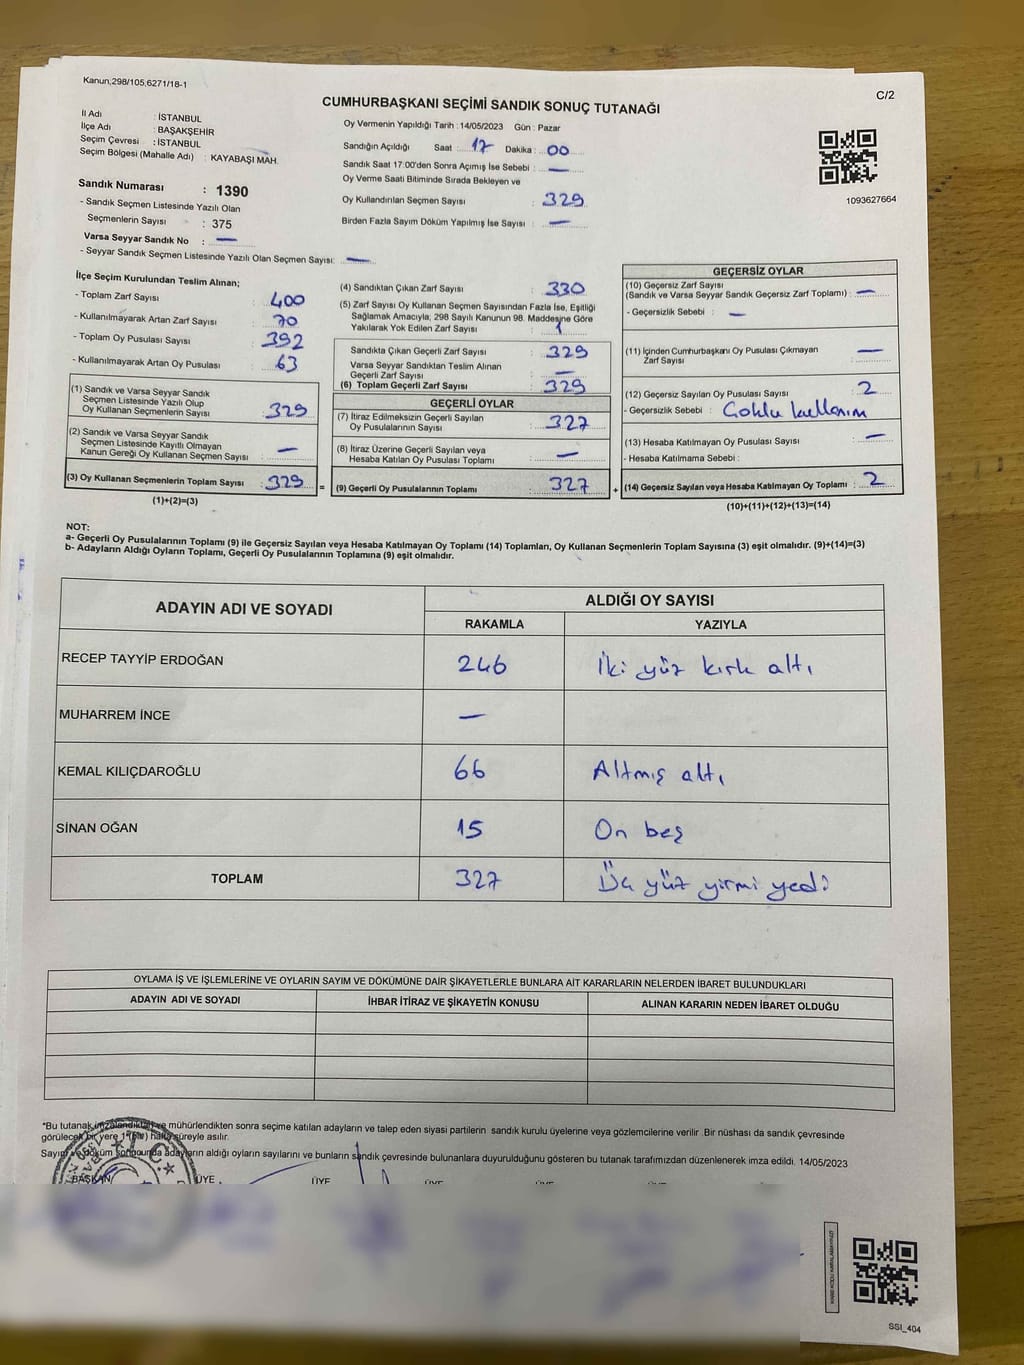 Kanun;298/105,6271/18-1
C/2
CUMHURBAŞKANI SEÇİMİ SANDIK SONUÇ TUTANAĞI
İl Adı : İSTANBUL
İlçe Adı : BAŞAKŞEHİR
Seçim Çevresi : İSTANBUL
Seçim Bölgesi (Mahalle Adı) : KAYABAŞI MAH.
Sandık Numarası : 1390
- Sandık Seçmen Listesinde Yazılı Olan
Seçmenlerin Sayısı : 375
Varsa Seyyar Sandık No : —
- Seyyar Sandık Seçmen Listesinde Yazılı Olan Seçmen Sayısı: —
Oy Vermenin Yapıldığı Tarih : 14/05/2023 Gün : Pazar
Sandığın Açıldığı Saat : 17 Dakika : 00
Sandık Saat 17:00'den Sonra Açımış İse Sebebi : —
Oy Verme Saati Bitiminde Sırada Bekleyen ve
Oy Kullandırılan Seçmen Sayısı : 329
Birden Fazla Sayım Döküm Yapılmış İse Sayısı : —
1093627664
İlçe Seçim Kurulundan Teslim Alınan;
- Toplam Zarf Sayısı : 400
- Kullanılmayarak Artan Zarf Sayısı : 70
- Toplam Oy Pusulası Sayısı : 392
- Kullanılmayarak Artan Oy Pusulası : 63
(1) Sandık ve Varsa Seyyar Sandık
Seçmen Listesinde Yazılı Olup
Oy Kullanan Seçmenlerin Sayısı : 329
(2) Sandık ve Varsa Seyyar Sandık
Seçmen Listesinde Kayıtlı Olmayan
Kanun Gereği Oy Kullanan Seçmen Sayısı : —
(3) Oy Kullanan Seçmenlerin Toplam Sayısı : 329 =
(1)+(2)=(3)
(4) Sandıktan Çıkan Zarf Sayısı : 330
(5) Zarf Sayısı Oy Kullanan Seçmen Sayısından Fazla İse, Eşitliği
Sağlamak Amacıyla; 298 Sayılı Kanunun 98. Maddesine Göre
Yakılarak Yok Edilen Zarf Sayısı : 1
Sandıkta Çıkan Geçerli Zarf Sayısı : 329
Varsa Seyyar Sandıktan Teslim Alınan
Geçerli Zarf Sayısı : —
(6) Toplam Geçerli Zarf Sayısı : 329
GEÇERLİ OYLAR
(7) İtiraz Edilmeksizin Geçerli Sayılan
Oy Pusulalarının Sayısı : 327
(8) İtiraz Üzerine Geçerli Sayılan veya
Hesaba Katılan Oy Pusulası Toplamı : —
(9) Geçerli Oy Pusulalarının Toplamı : 327 +
GEÇERSİZ OYLAR
(10) Geçersiz Zarf Sayısı
(Sandık ve Varsa Seyyar Sandık Geçersiz Zarf Toplamı) : —
- Geçersizlik Sebebi : —
(11) İçinden Cumhurbaşkanı Oy Pusulası Çıkmayan
Zarf Sayısı : —
(12) Geçersiz Sayılan Oy Pusulası Sayısı : 2
- Geçersizlik Sebebi : Çoklu kullanım
(13) Hesaba Katılmayan Oy Pusulası Sayısı : —
- Hesaba Katılmama Sebebi :
(14) Geçersiz Sayılan veya Hesaba Katılmayan Oy Toplamı : 2
(10)+(11)+(12)+(13)=(14)
NOT:
a- Geçerli Oy Pusulalarının Toplamı (9) ile Geçersiz Sayılan veya Hesaba Katılmayan Oy Toplamı (14) Toplamları, Oy Kullanan Seçmenlerin Toplam Sayısına (3) eşit olmalıdır. (9)+(14)=(3)
b- Adayların Aldığı Oyların Toplamı, Geçerli Oy Pusulalarının Toplamına (9) eşit olmalıdır.
ADAYIN ADI VE SOYADI
ALDIĞI OY SAYISI
RAKAMLA YAZIYLA
RECEP TAYYİP ERDOĞAN 246 İki yüz kırk altı
MUHARREM İNCE —
KEMAL KILIÇDAROĞLU 66 Altmış altı
SİNAN OĞAN 15 On beş
TOPLAM 327 Üç yüz yirmi yedi
OYLAMA İŞ VE İŞLEMLERİNE VE OYLARIN SAYIM VE DÖKÜMÜNE DAİR ŞİKAYETLERLE BUNLARA AİT KARARLARIN NELERDEN İBARET BULUNDUKLARI
ADAYIN ADI VE SOYADI İHBAR İTİRAZ VE ŞİKAYETİN KONUSU ALINAN KARARIN NEDEN İBARET OLDUĞU
*Bu tutanak imzalandıktan ve mühürlendikten sonra seçime katılan adayların ve talep eden siyasi partilerin sandık kurulu üyelerine veya gözlemcilerine verilir .Bir nüshası da sandık çevresinde
görülecek bir yere 1 (Bir) hafta süreyle asılır.
Sayım ve döküm sonucunda adayların aldığı oyların sayılarını ve bunların sandık çevresinde bulunanlara duyurulduğunu gösteren bu tutanak tarafımızdan düzenlenerek imza edildi. 14/05/2023
BAŞKAN ÜYE ÜYE
T.C.
SSI_404